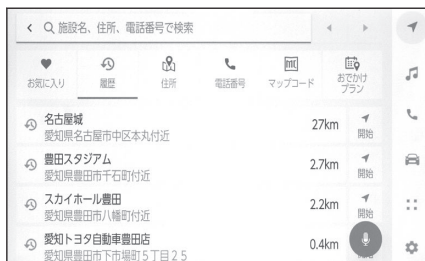 施設名、住所、電話番号で検索
お気に入り
履歴
住所
電話番号
マップコード
おでかけ
プラン
名古屋城
愛知県名古屋市中区本丸付近
27km
開始
豊田スタジアム
愛知県豊田市千石町付近
2.7km
開始
スカイホール豊田
愛知県豊田市八幡町付近
2.2km
開始
愛知トヨタ自動車豊田店
愛知県豊田市下市場町5丁目25
0.4km